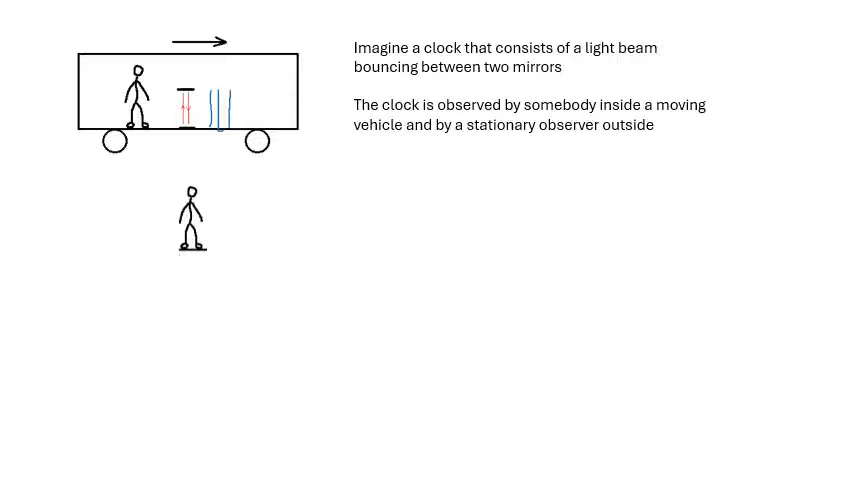 Imagine a clock that consists of a light beam
bouncing between two mirrors
The clock is observed by somebody inside a moving
vehicle and by a stationary observer outside